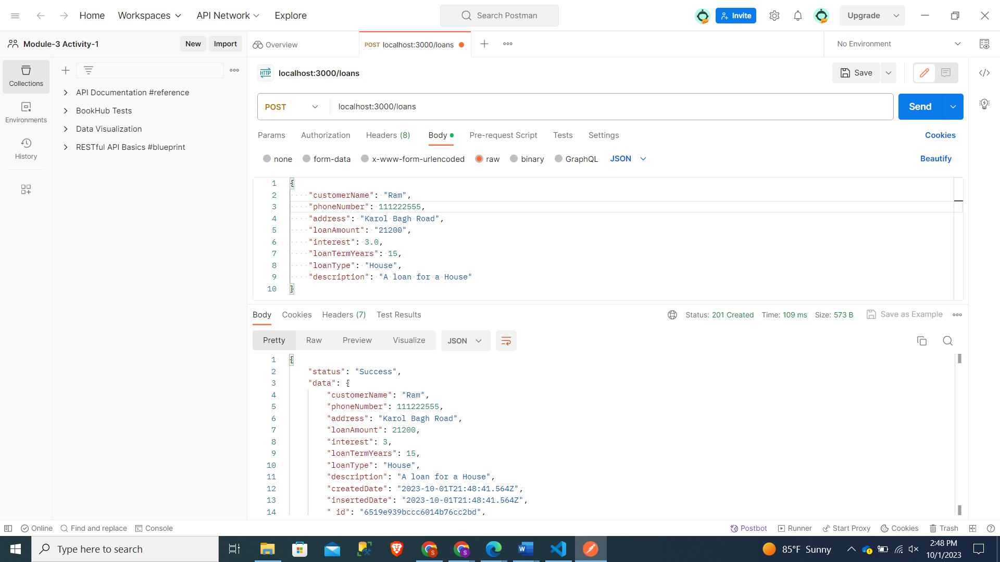 Home Workspaces API Network Explore Search Postman Invite Upgrade
Module-3 Activity-1 New Import Overview POST localhost:3000/loans No Environment
Collections
Environments
History
API Documentation #reference
BookHub Tests
Data Visualization
RESTful API Basics #blueprint
HTTP localhost:3000/loans Save
POST localhost:3000/loans Send
Params Authorization Headers (8) Body Pre-request Script Tests Settings Cookies
none form-data x-www-form-urlencoded raw binary GraphQL JSON Beautify
1 {
2 "customerName": "Ram",
3 "phoneNumber": 111222555,
4 "address": "Karol Bagh Road",
5 "loanAmount": "21200",
6 "interest": 3.0,
7 "loanTermYears": 15,
8 "loanType": "House",
9 "description": "A loan for a House"
10 }
Body Cookies Headers (7) Test Results Status: 201 Created Time: 109 ms Size: 573 B Save as Example
Pretty Raw Preview Visualize JSON
1 {
2 "status": "Success",
3 "data": {
4 "customerName": "Ram",
5 "phoneNumber": 111222555,
6 "address": "Karol Bagh Road",
7 "loanAmount": 21200,
8 "interest": 3,
9 "loanTermYears": 15,
10 "loanType": "House",
11 "description": "A loan for a House",
12 "createdDate": "2023-10-01T21:48:41.564Z",
13 "insertedDate": "2023-10-01T21:48:41.564Z",
14 "_id": "6519e939bccc6014b76cc2bd",
Online Find and replace Console Postbot Runner Start Proxy Cookies Trash
Type here to search 85°F Sunny 2:48 PM
10/1/2023